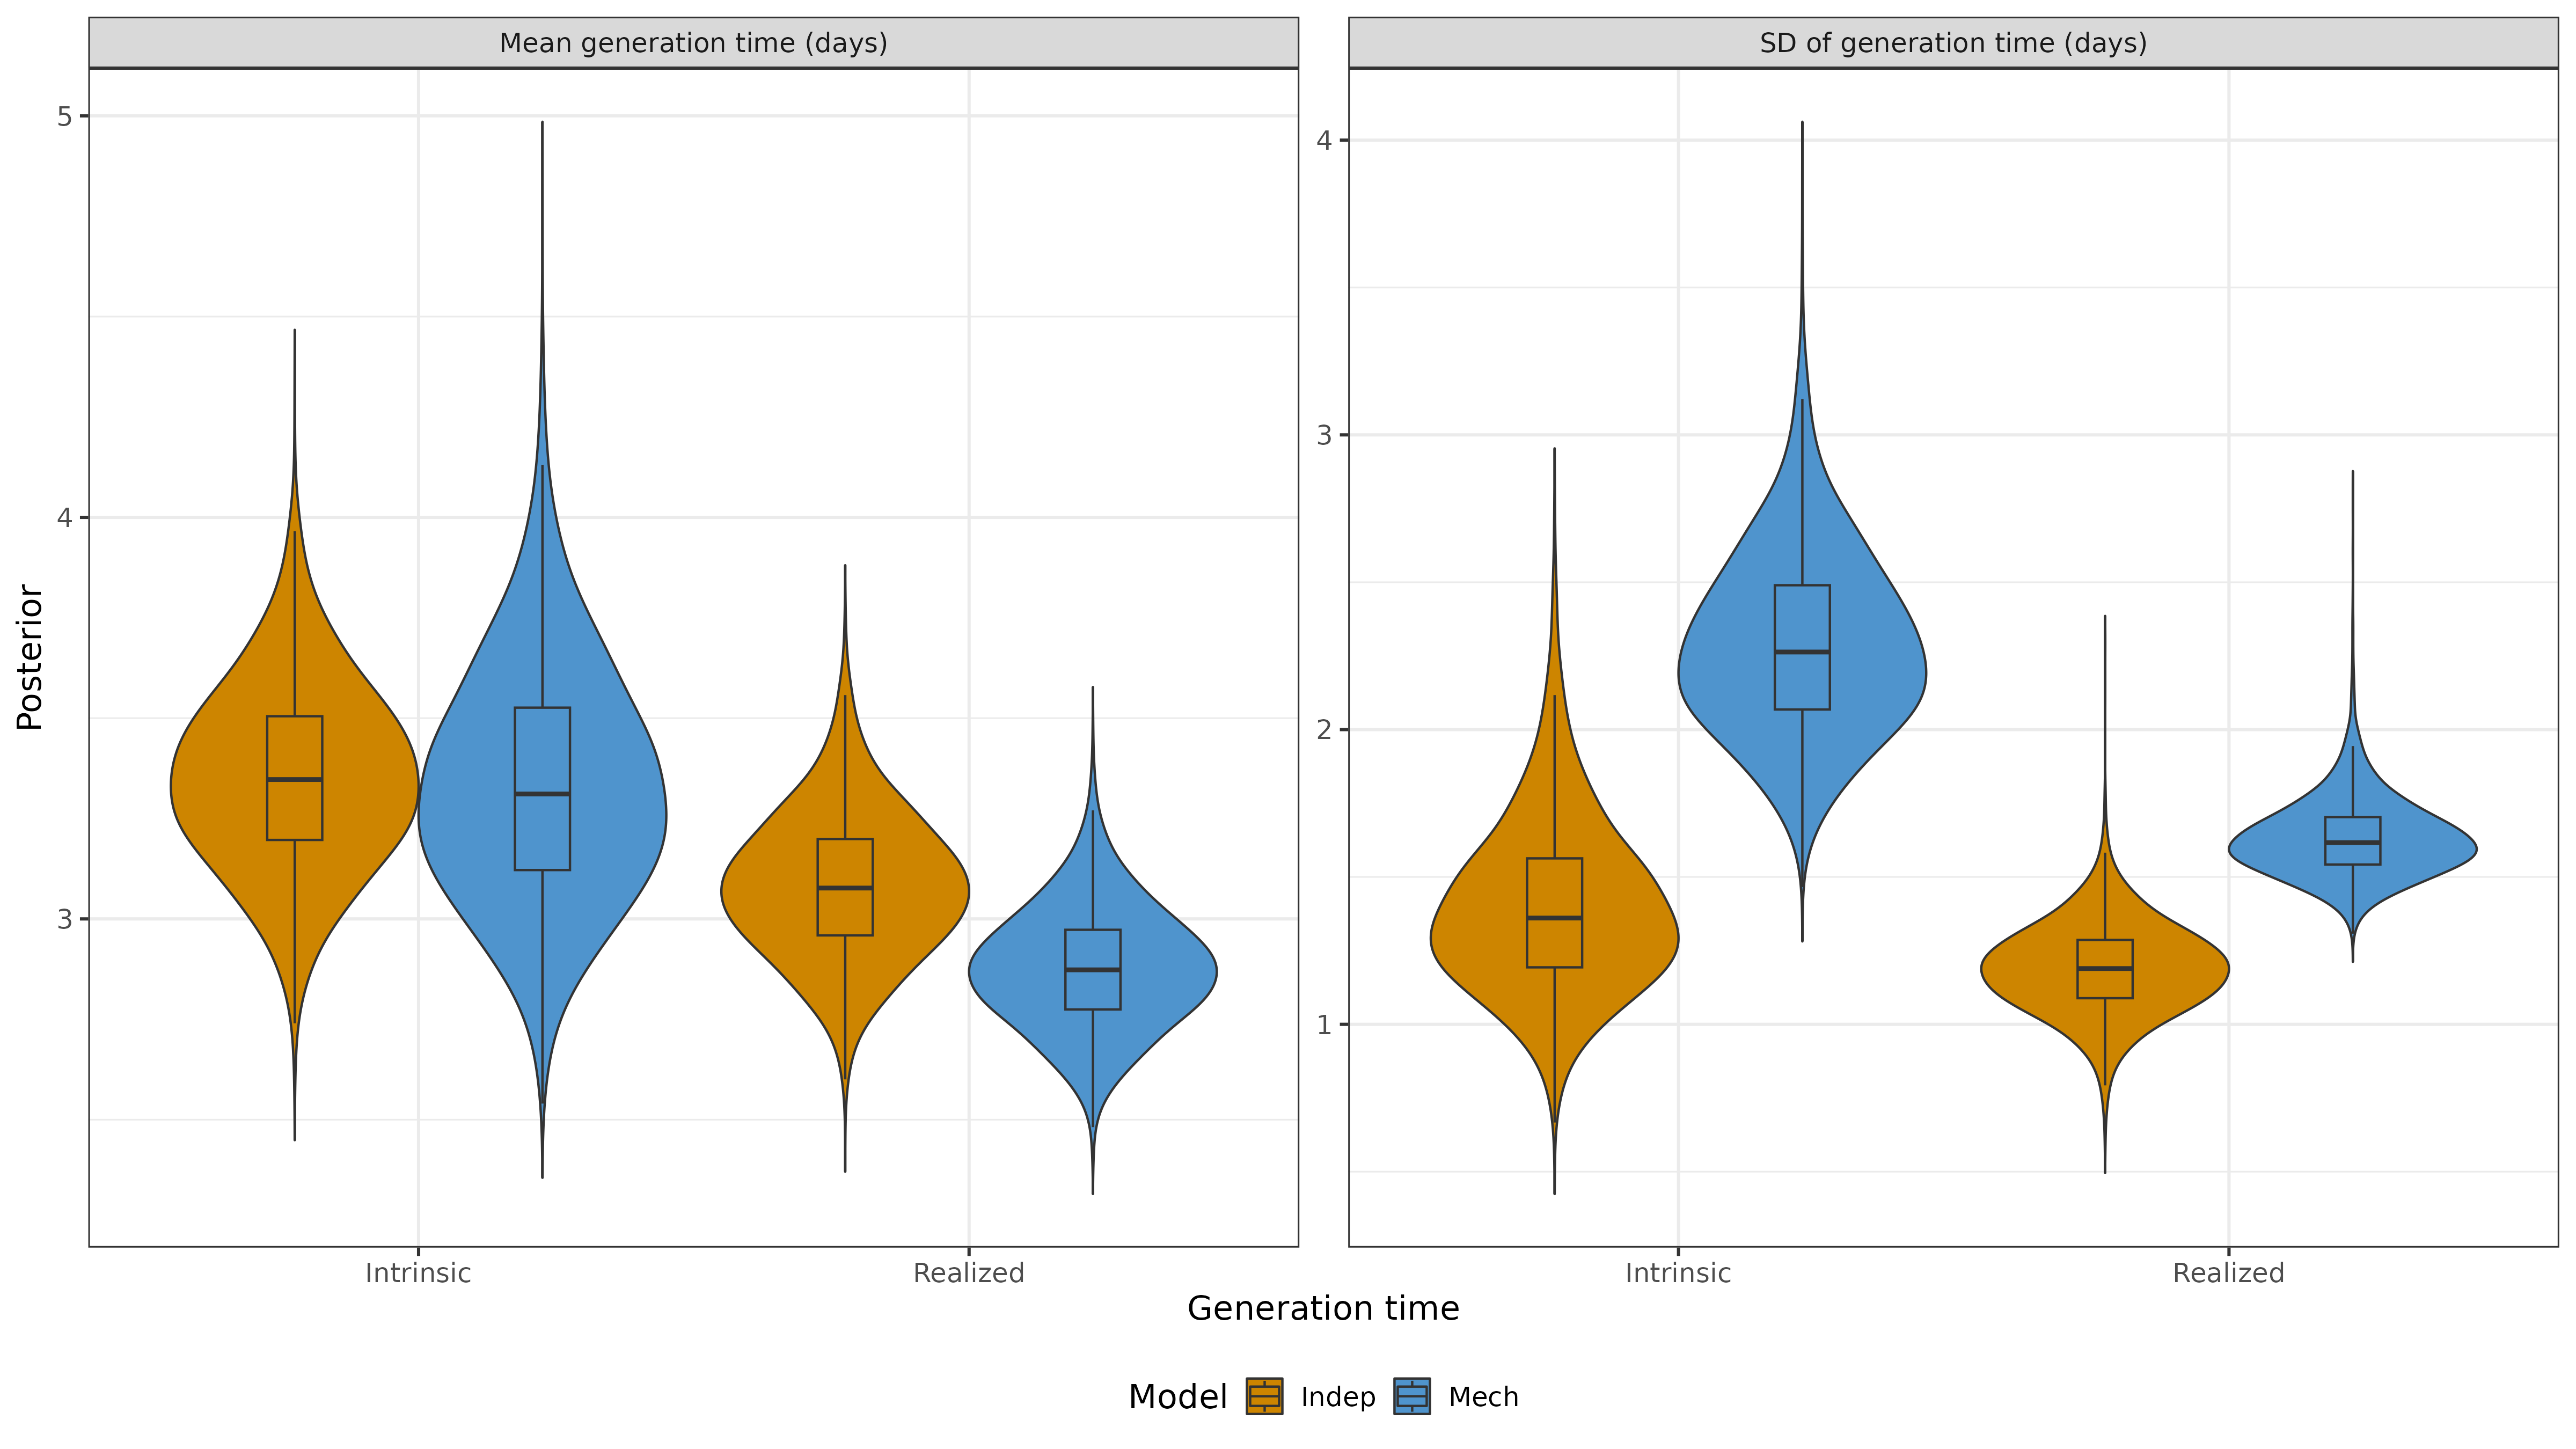 Mean generation time (days)
SD of generation time (days)
Posterior
5
4
3
4
3
2
1
Intrinsic
Realized
Intrinsic
Realized
Generation time
Model
Indep
Mech